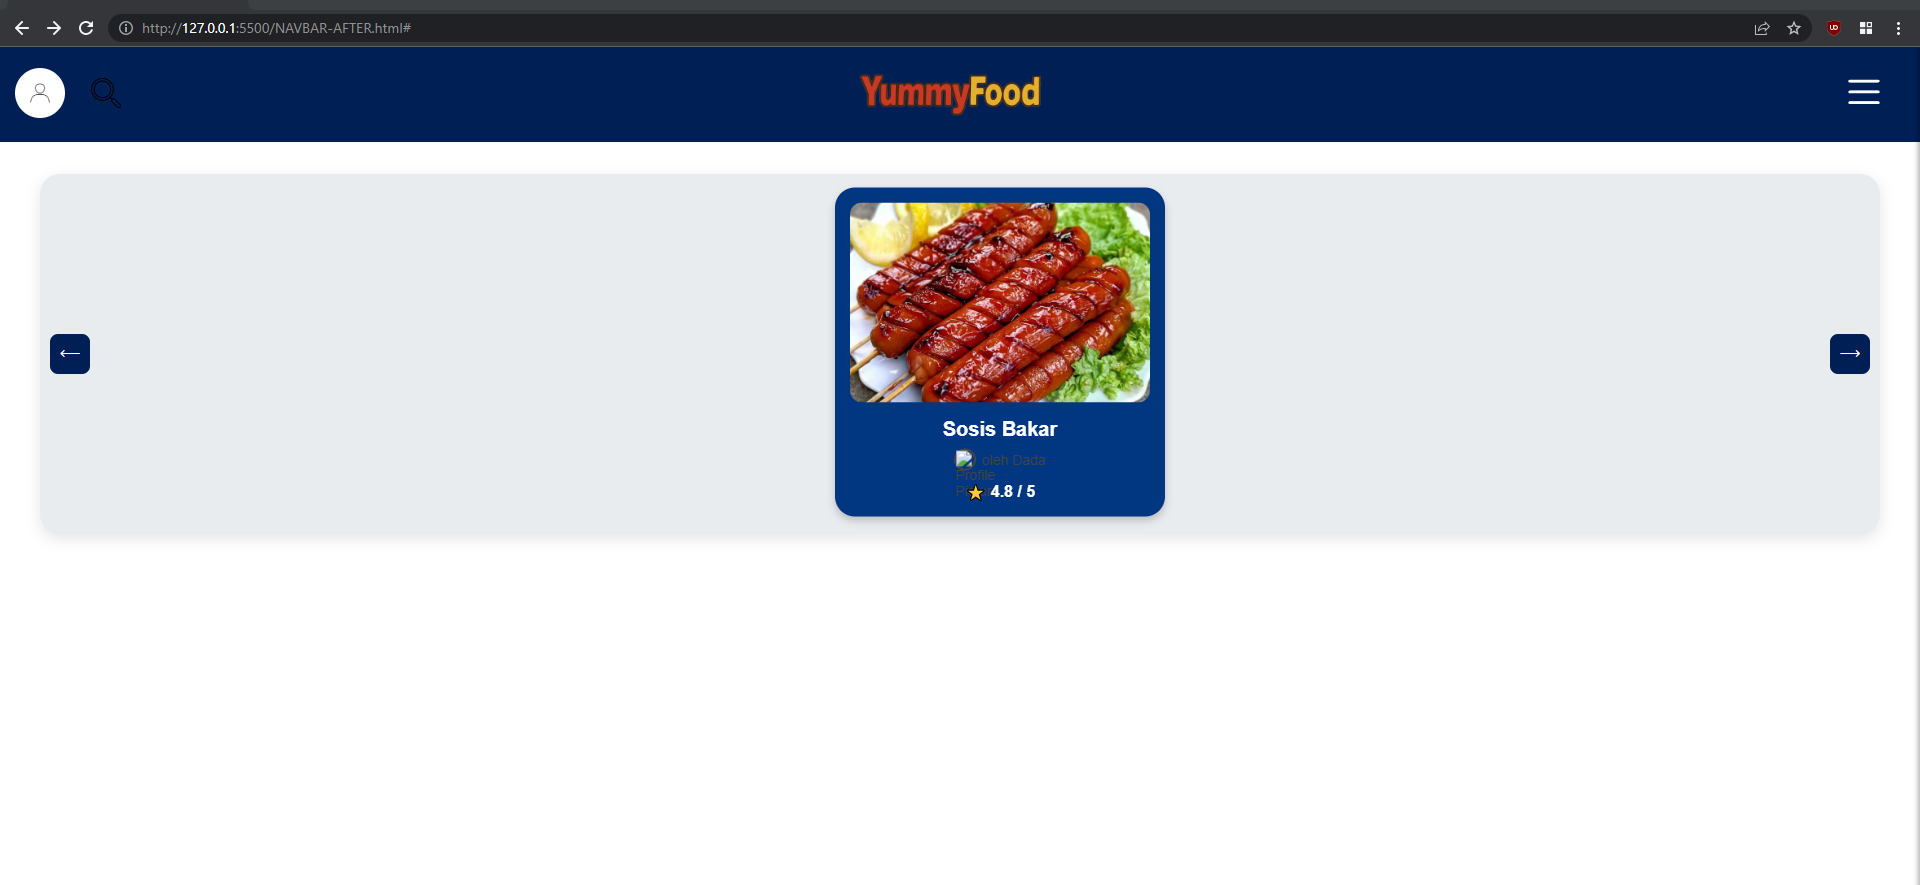 http://127.0.0.1:5500/NAVBAR-AFTER.html#
YummyFood
Sosis Bakar
oleh Dada
Profile
4.8 / 5